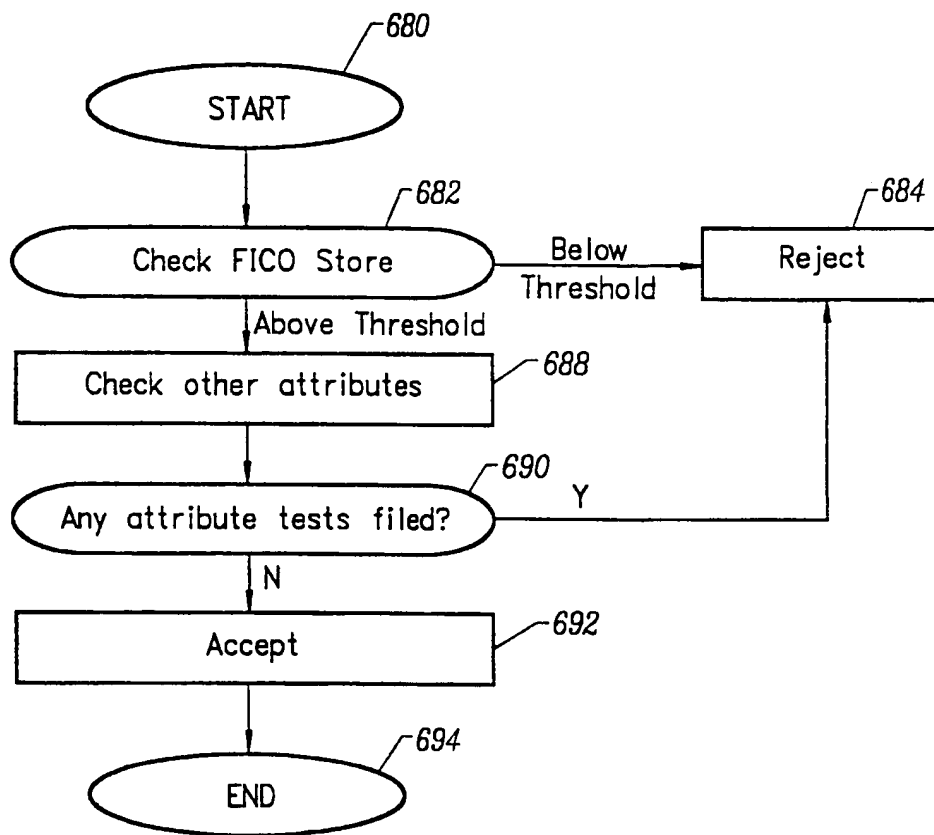 680
START
682
Check FICO Store
Below
Threshold
684
Reject
Above Threshold
Check other attributes
688
690
Any attribute tests filed?
Y
N
Accept
692
694
END